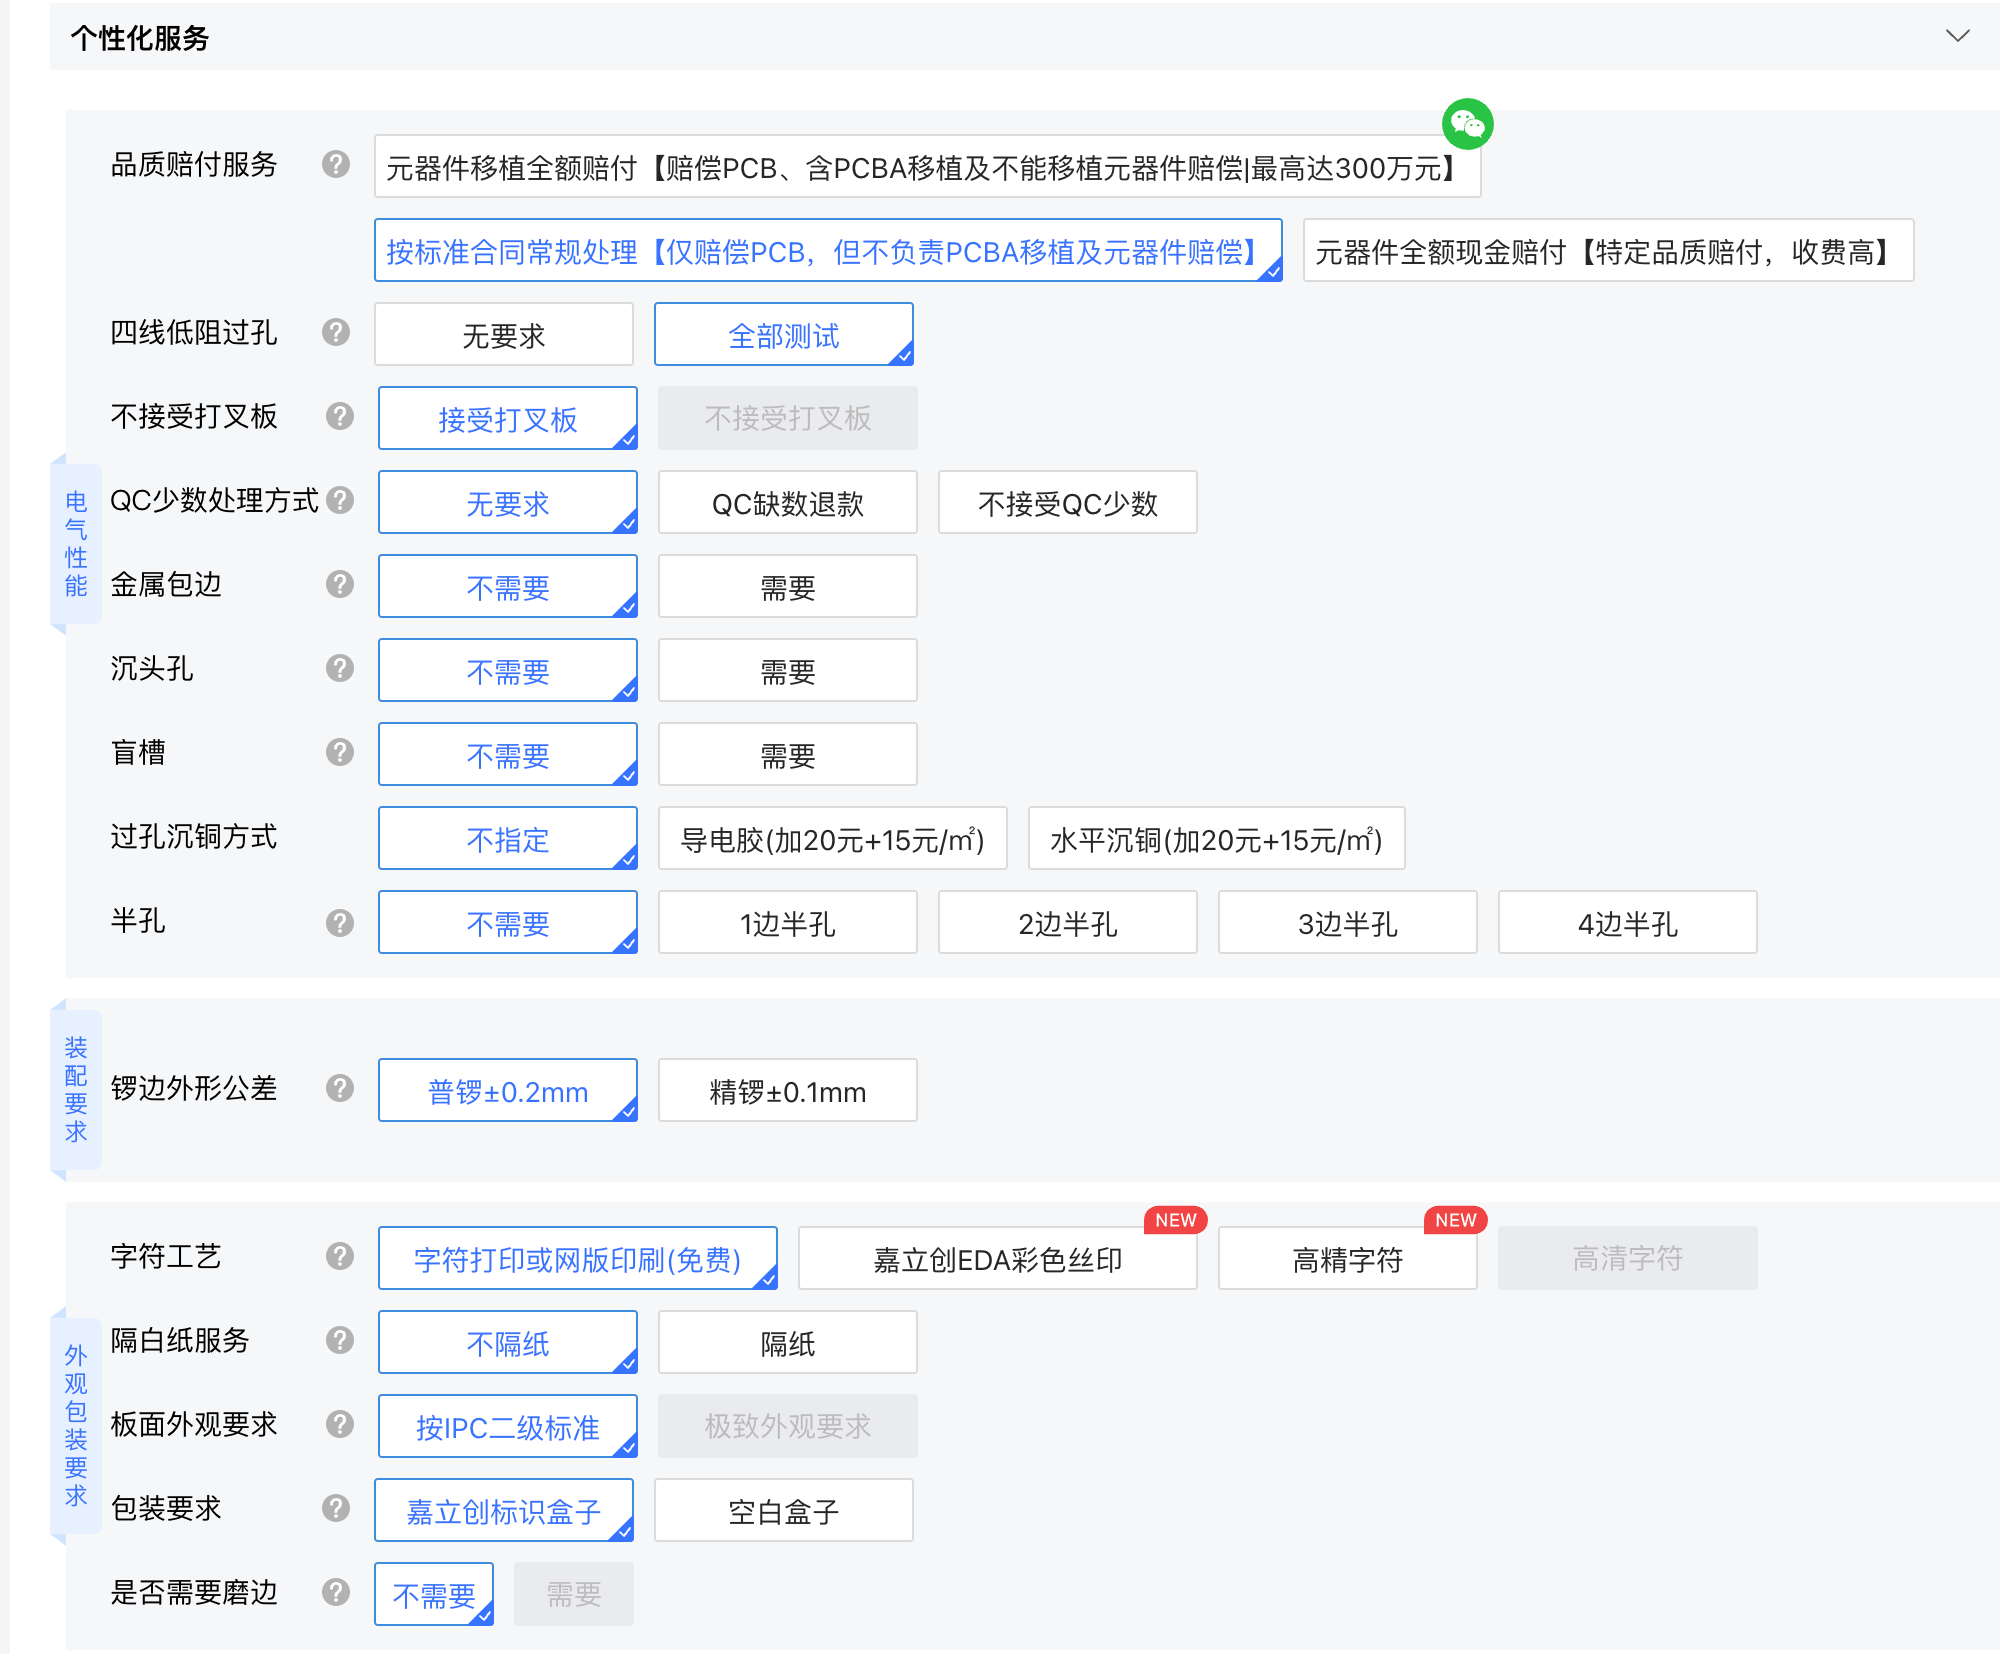 个性化服务
品质赔付服务
元器件移植全额赔付【赔偿PCB、含PCBA移植及不能移植元器件赔偿|最高达300万元】
按标准合同常规处理【仅赔偿PCB，但不负责PCBA移植及元器件赔偿】 元器件全额现金赔付【特定品质赔付，收费高】
四线低阻过孔 无要求 全部测试
不接受打叉板 接受打叉板 不接受打叉板
电气性能
QC少数处理方式 无要求 QC缺数退款 不接受QC少数
金属包边 不需要 需要
沉头孔 不需要 需要
盲槽 不需要 需要
过孔沉铜方式 不指定 导电胶(加20元+15元/㎡) 水平沉铜(加20元+15元/㎡)
半孔 不需要 1边半孔 2边半孔 3边半孔 4边半孔
装配要求
锣边外形公差 普锣±0.2mm 精锣±0.1mm
NEW NEW
字符工艺 字符打印或网版印刷(免费) 嘉立创EDA彩色丝印 高精字符 高清字符
外观包装要求
隔白纸服务 不隔纸 隔纸
板面外观要求 按IPC二级标准 极致外观要求
包装要求 嘉立创标识盒子 空白盒子
是否需要磨边 不需要 需要